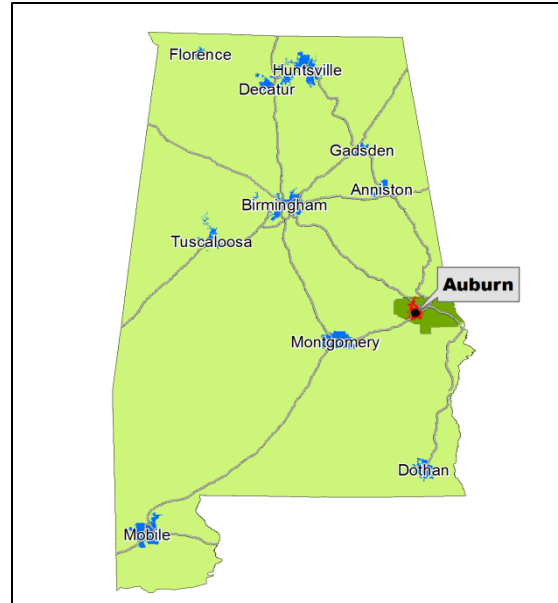 Florence
Huntsville
Decatur
Gadsden
Anniston
Birmingham
Tuscaloosa
Auburn
Montgomery
Dothan
Mobile